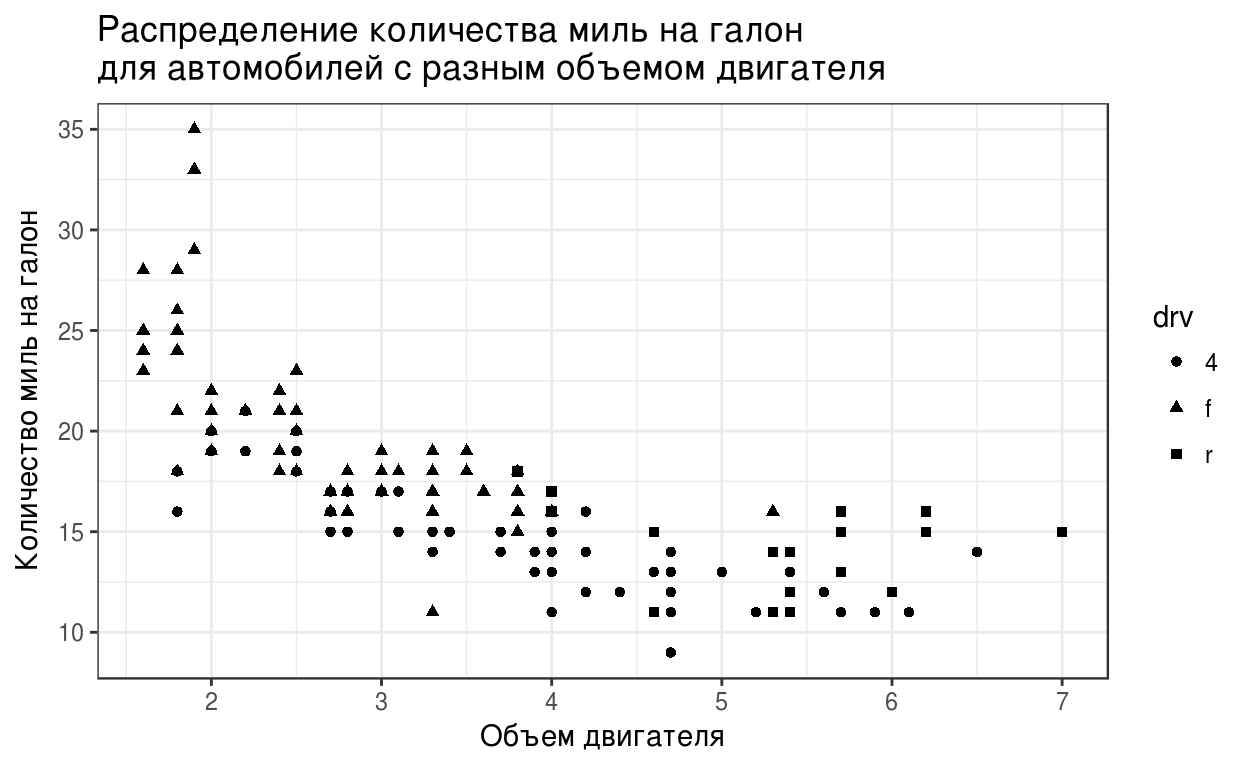 Распределение количества миль на галон
для автомобилей с разным объемом двигателя
Количество миль на галон
35
30
25
20
15
10
2 3 4 5 6 7
Объем двигателя
drv
4
f
r